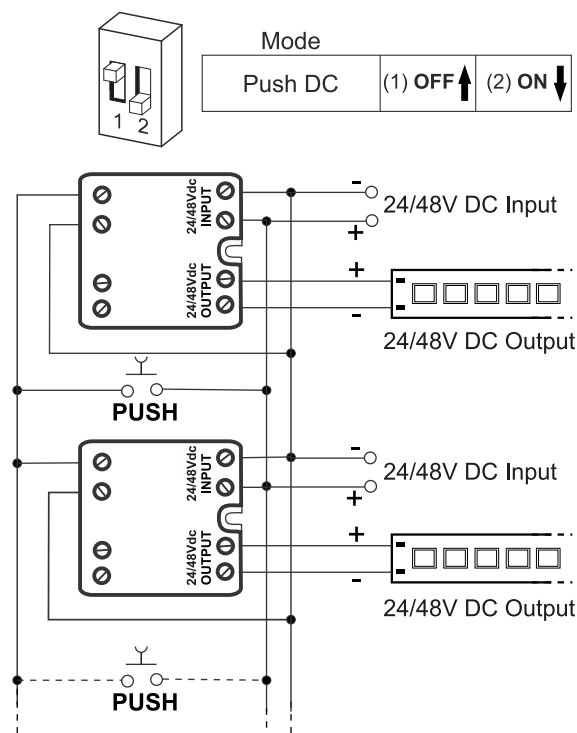 Mode
Push DC (1) OFF (2) ON
1 2
24/48Vdc
INPUT
-
24/48V DC Input
+
24/48Vdc
OUTPUT
+
-
24/48V DC Output
PUSH
24/48Vdc
INPUT
-
24/48V DC Input
+
24/48Vdc
OUTPUT
+
-
24/48V DC Output
PUSH